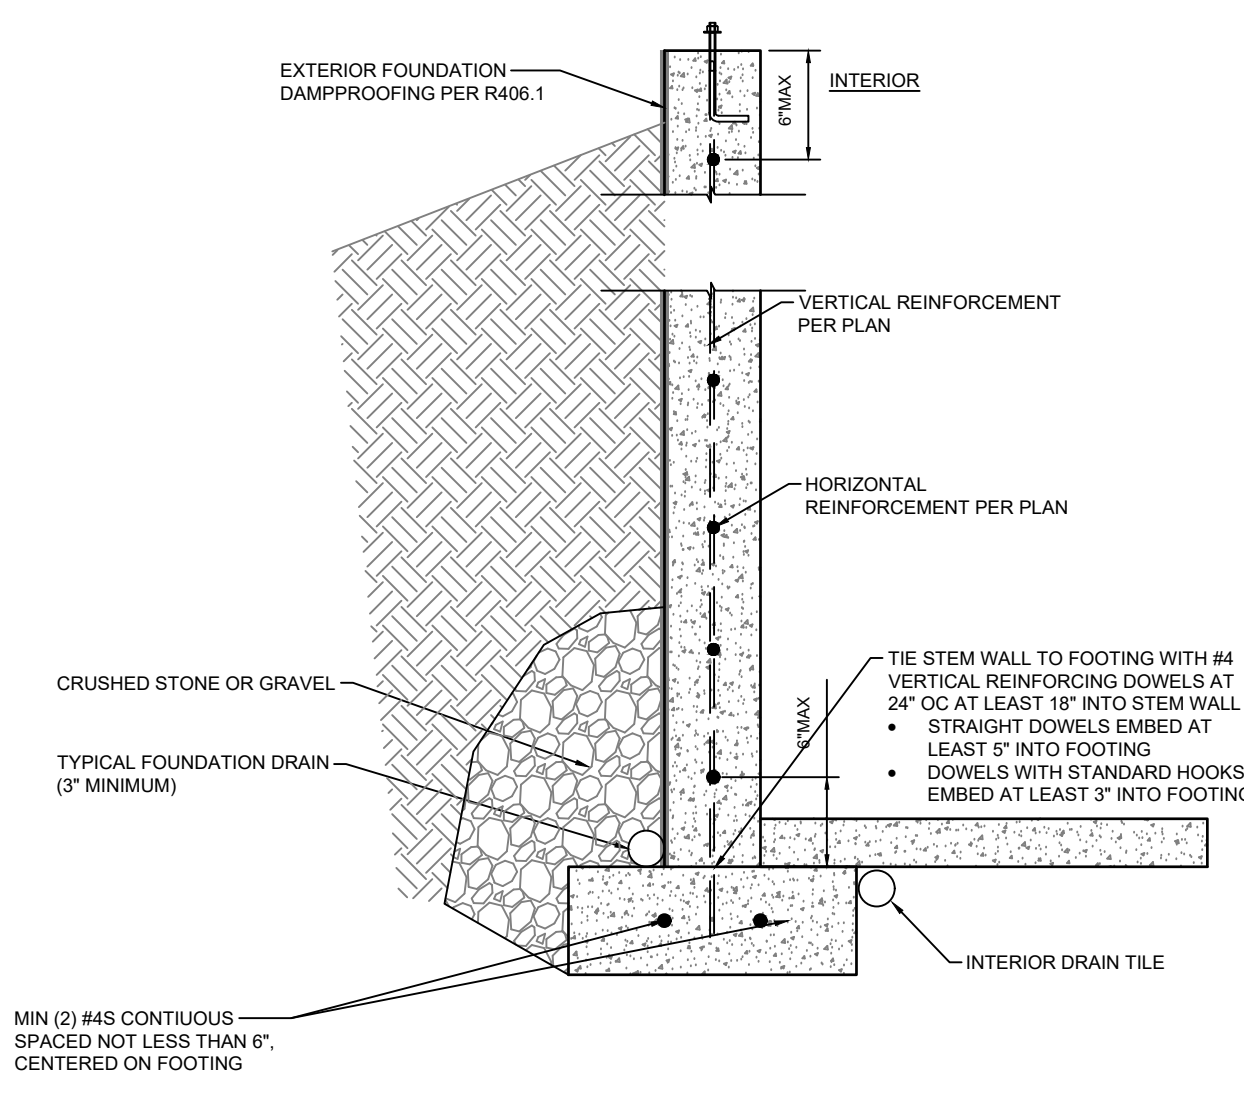 EXTERIOR FOUNDATION
DAMPPROOFING PER R406.1
6"MAX
INTERIOR
VERTICAL REINFORCEMENT
PER PLAN
HORIZONTAL
REINFORCEMENT PER PLAN
TIE STEM WALL TO FOOTING WITH #4
VERTICAL REINFORCING DOWELS AT
24" OC AT LEAST 18" INTO STEM WALL
• STRAIGHT DOWELS EMBED AT
LEAST 5" INTO FOOTING
• DOWELS WITH STANDARD HOOKS
EMBED AT LEAST 3" INTO FOOTING
6"MAX
CRUSHED STONE OR GRAVEL
TYPICAL FOUNDATION DRAIN
(3" MINIMUM)
INTERIOR DRAIN TILE
MIN (2) #4S CONTIUOUS
SPACED NOT LESS THAN 6",
CENTERED ON FOOTING